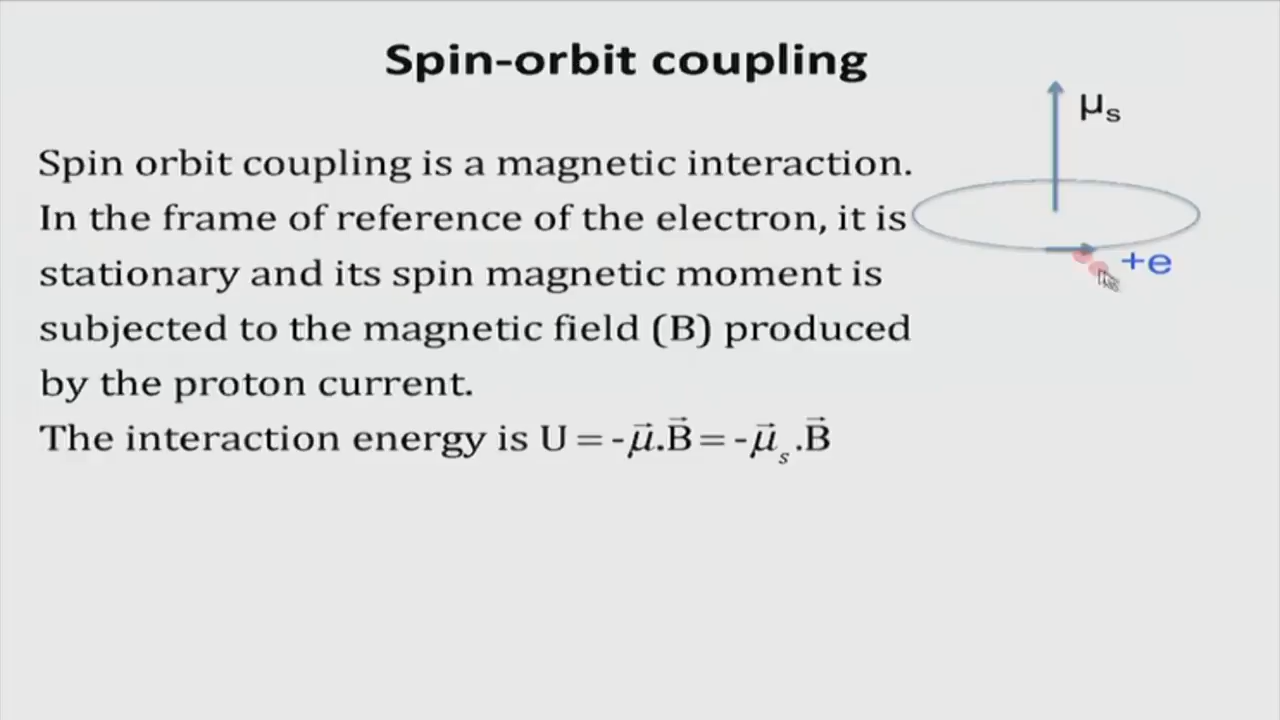 Spin-orbit coupling
μs
Spin orbit coupling is a magnetic interaction.
In the frame of reference of the electron, it is
stationary and its spin magnetic moment is
+e
subjected to the magnetic field (B) produced
by the proton current.
The interaction energy is U = -μ⃗.B⃗ = -μ⃗s.B⃗